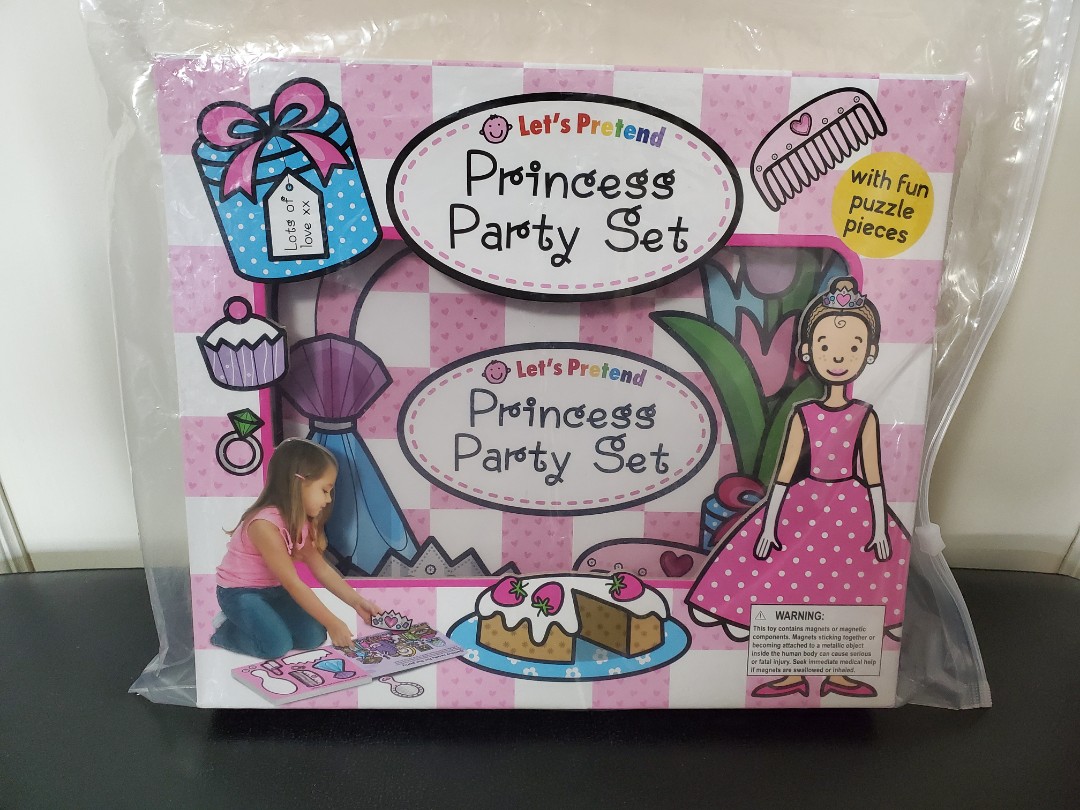 Let's Pretend
Princess
Party Set
Lots of
love xx
with fun
puzzle
pieces
Let's Pretend
Princess
Party Set
WARNING:
This toy contains magnets or magnetic
components. Magnets sticking together or
becoming attached to a metallic object
inside the human body can cause serious
or fatal injury. Seek immediate medical help
if magnets are swallowed or inhaled.